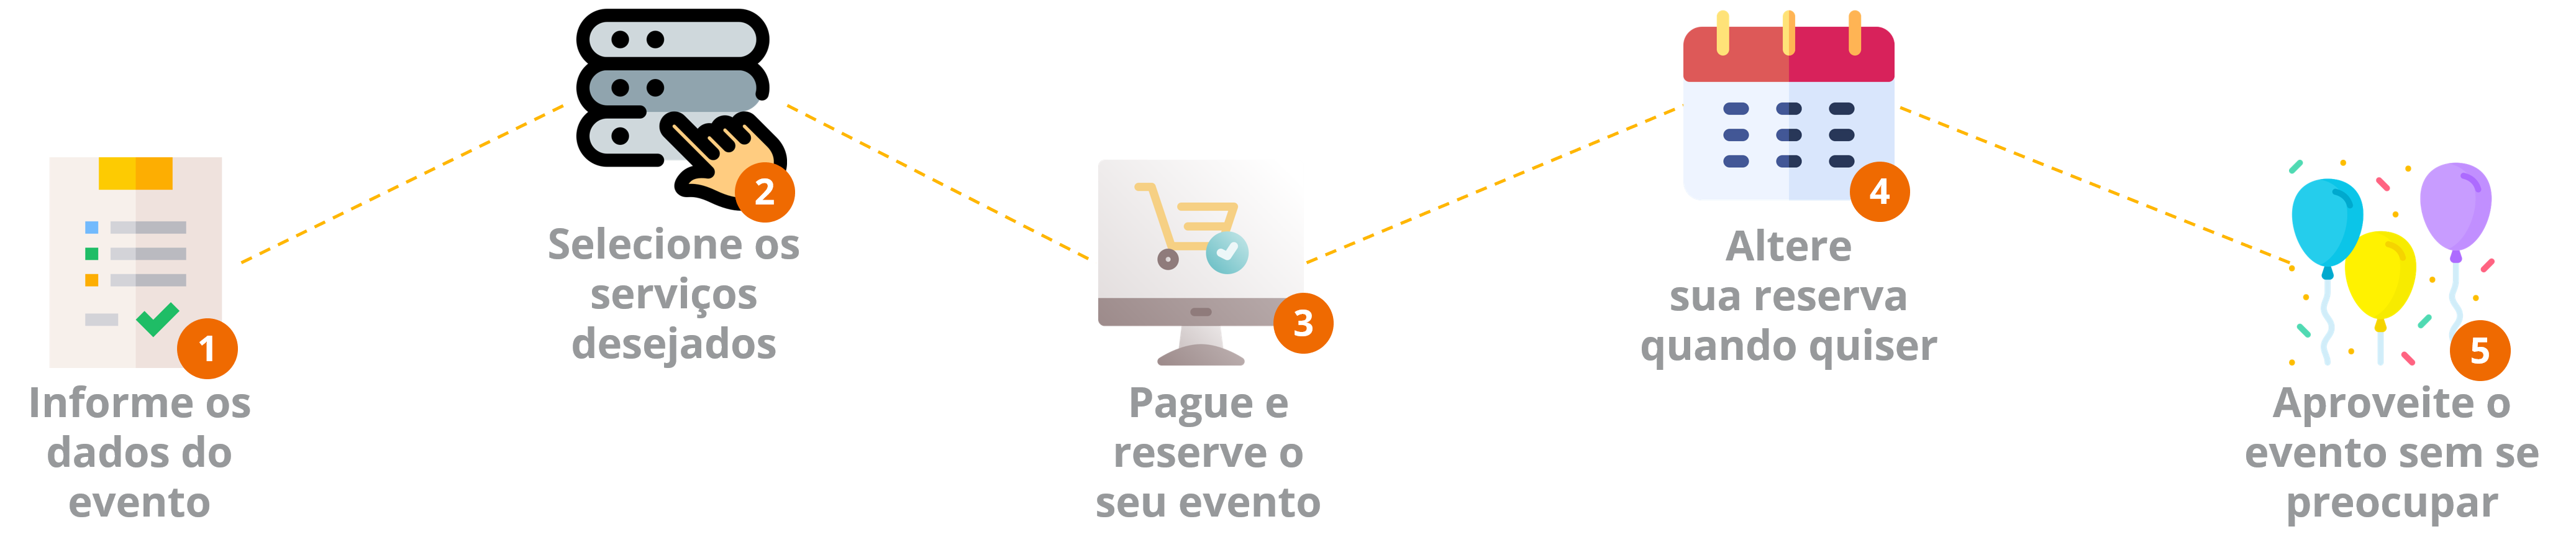 1
Informe os
dados do
evento
2
Selecione os
serviços
desejados
3
Pague e
reserve o
seu evento
4
Altere
sua reserva
quando quiser
5
Aproveite o
evento sem se
preocupar